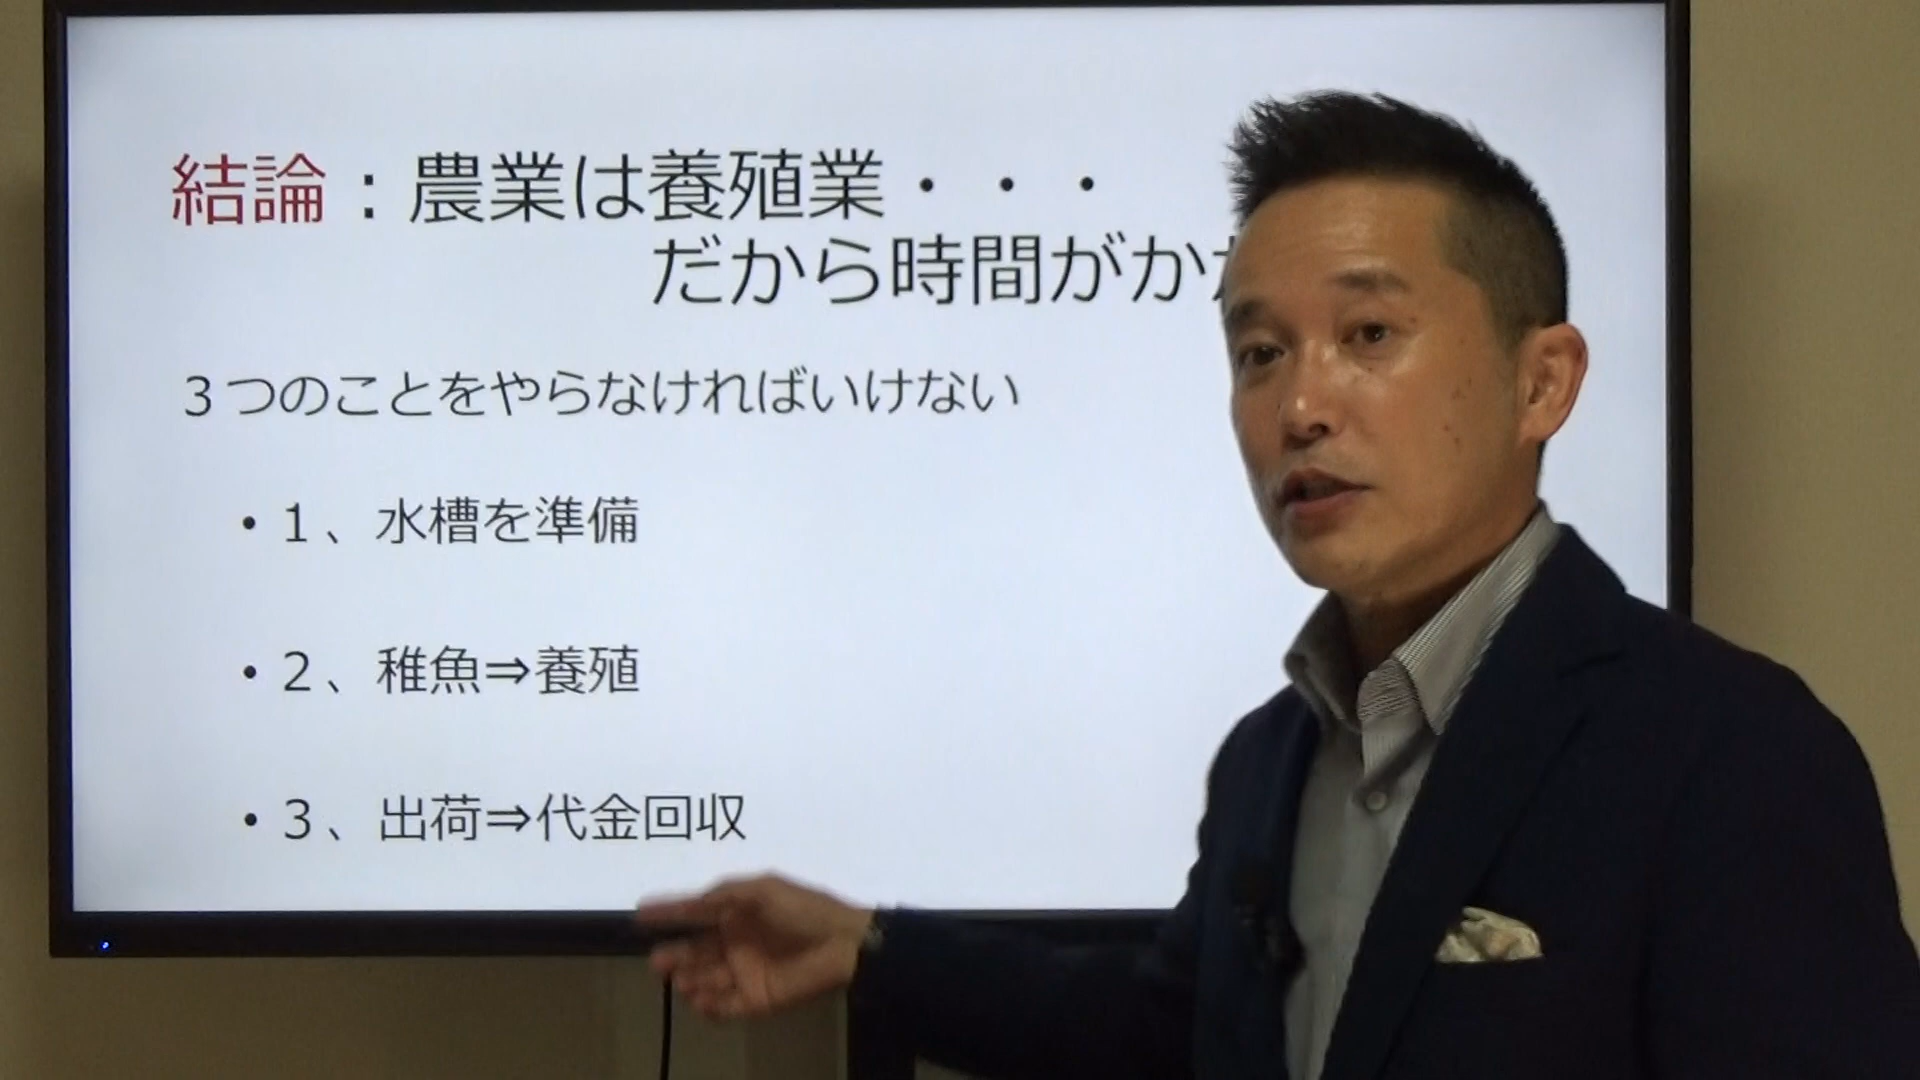 結論：農業は養殖業・・・
だから時間がか
３つのことをやらなければいけない
・１、水槽を準備
・２、稚魚⇒養殖
・３、出荷⇒代金回収